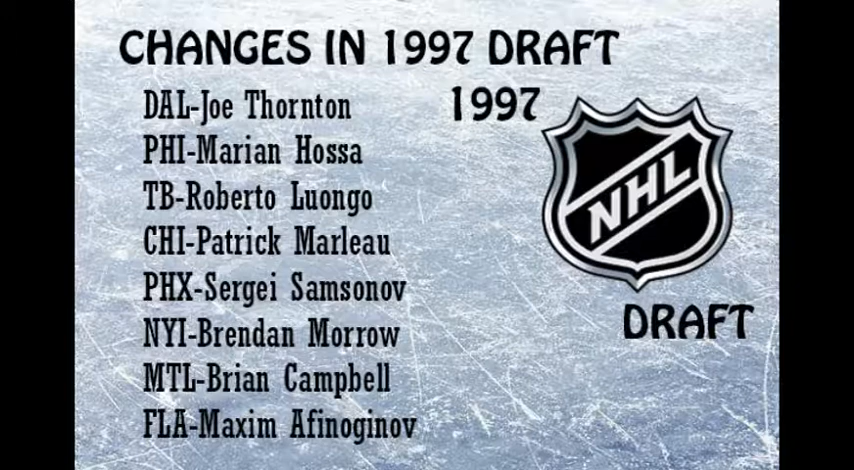 CHANGES IN 1997 DRAFT
DAL-Joe Thornton
PHI-Marian Hossa
TB-Roberto Luongo
CHI-Patrick Marleau
PHX-Sergei Samsonov
NYI-Brendan Morrow
MTL-Brian Campbell
FLA-Maxim Afinoginov
1997
NHL
DRAFT